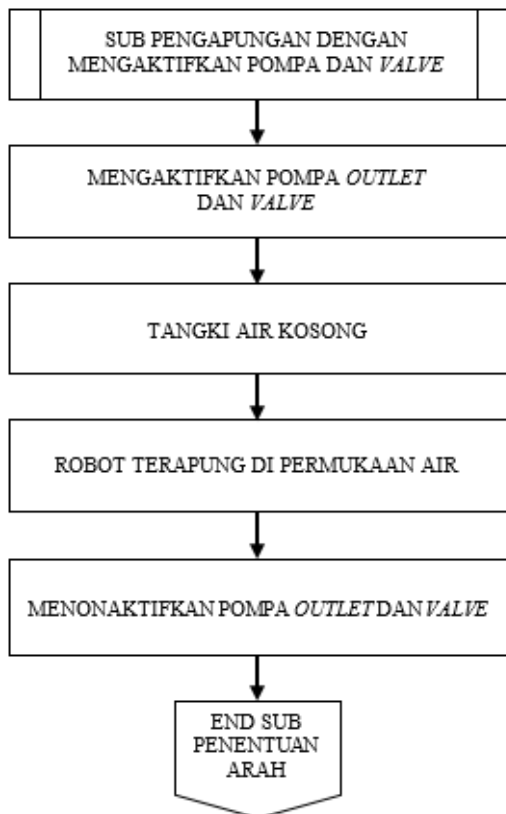 SUB PENGAPUNGAN DENGAN
MENGAKTIFKAN POMPA DAN VALVE
MENGAKTIFKAN POMPA OUTLET
DAN VALVE
TANGKI AIR KOSONG
ROBOT TERAPUNG DI PERMUKAAN AIR
MENONAKTIFKAN POMPA OUTLET DAN VALVE
END SUB
PENENTUAN
ARAH